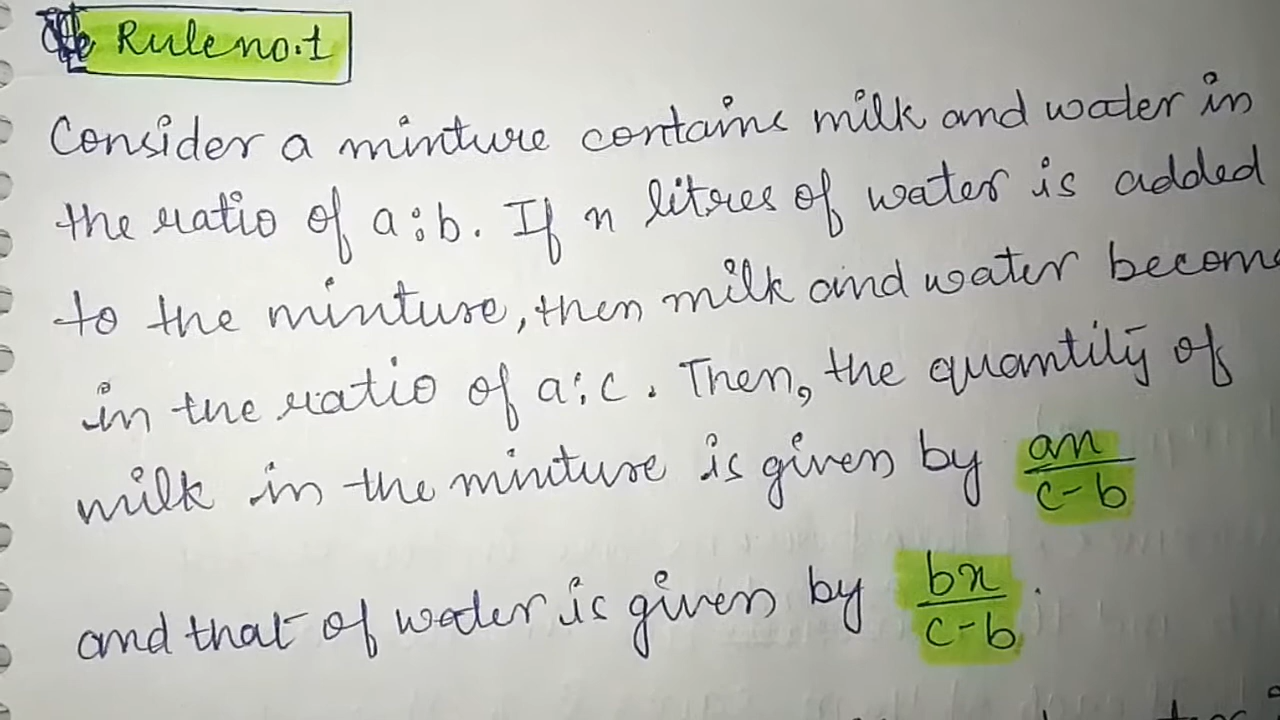 Rule no.1
Consider a mixture contains milk and water in
the ratio of a:b. If x litres of water is added
to the mixture, then milk and water become
in the ratio of a:c. Then, the quantity of
milk in the mixture is given by ax/c-b
and that of water is given by bx/c-b.